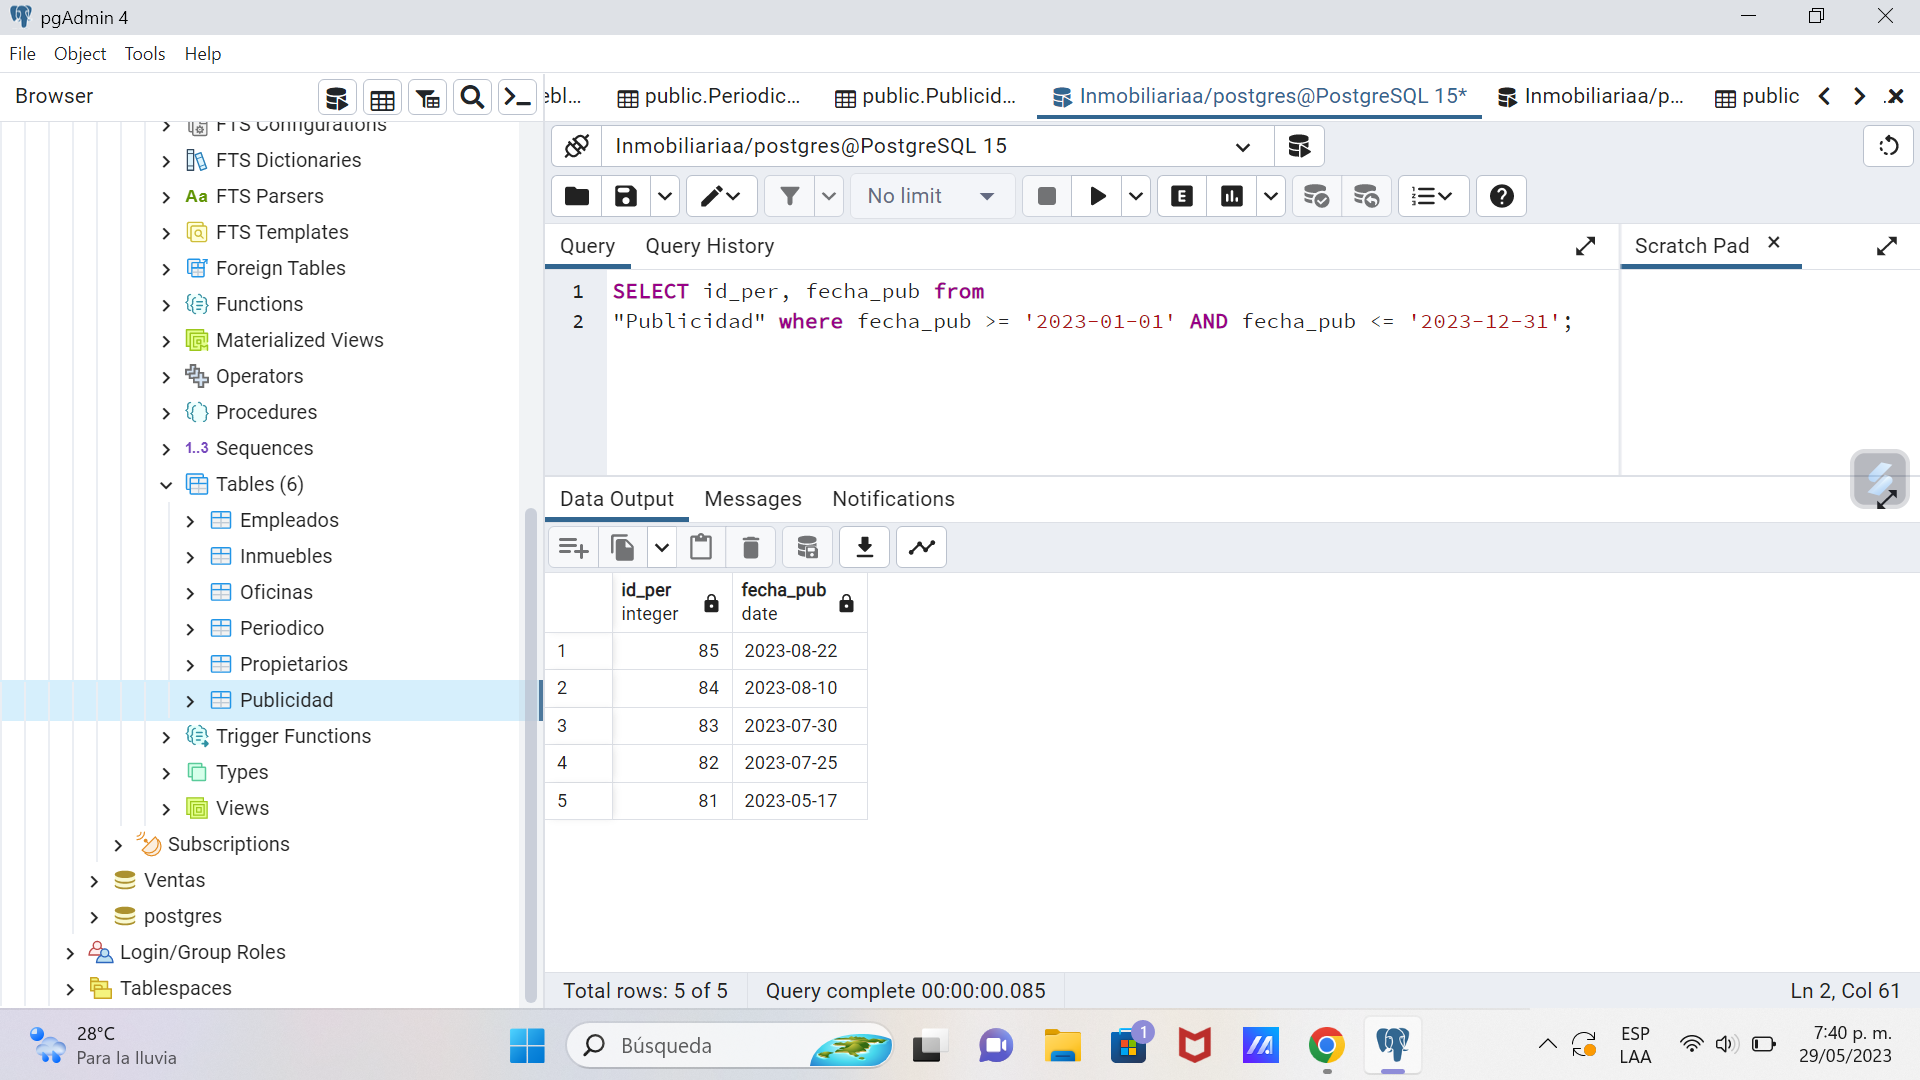 pgAdmin 4
File Object Tools Help
Browser
ebl...
public.Periodic...
public.Publicid...
Inmobiliariaa/postgres@PostgreSQL 15*
Inmobiliariaa/p...
public
Inmobiliariaa/postgres@PostgreSQL 15
No limit
E
Query Query History
Scratch Pad
1 SELECT id_per, fecha_pub from
2 "Publicidad" where fecha_pub >= '2023-01-01' AND fecha_pub <= '2023-12-31';
FTS Configurations
FTS Dictionaries
Aa FTS Parsers
FTS Templates
Foreign Tables
Functions
Materialized Views
Operators
Procedures
1..3 Sequences
Tables (6)
Empleados
Inmuebles
Oficinas
Periodico
Propietarios
Publicidad
Trigger Functions
Types
Views
Subscriptions
Ventas
postgres
Login/Group Roles
Tablespaces
Data Output Messages Notifications
id_per integer
fecha_pub date
1 85 2023-08-22
2 84 2023-08-10
3 83 2023-07-30
4 82 2023-07-25
5 81 2023-05-17
Total rows: 5 of 5 Query complete 00:00:00.085 Ln 2, Col 61
28°C
Para la lluvia
Búsqueda
1
ESP
LAA
7:40 p. m.
29/05/2023